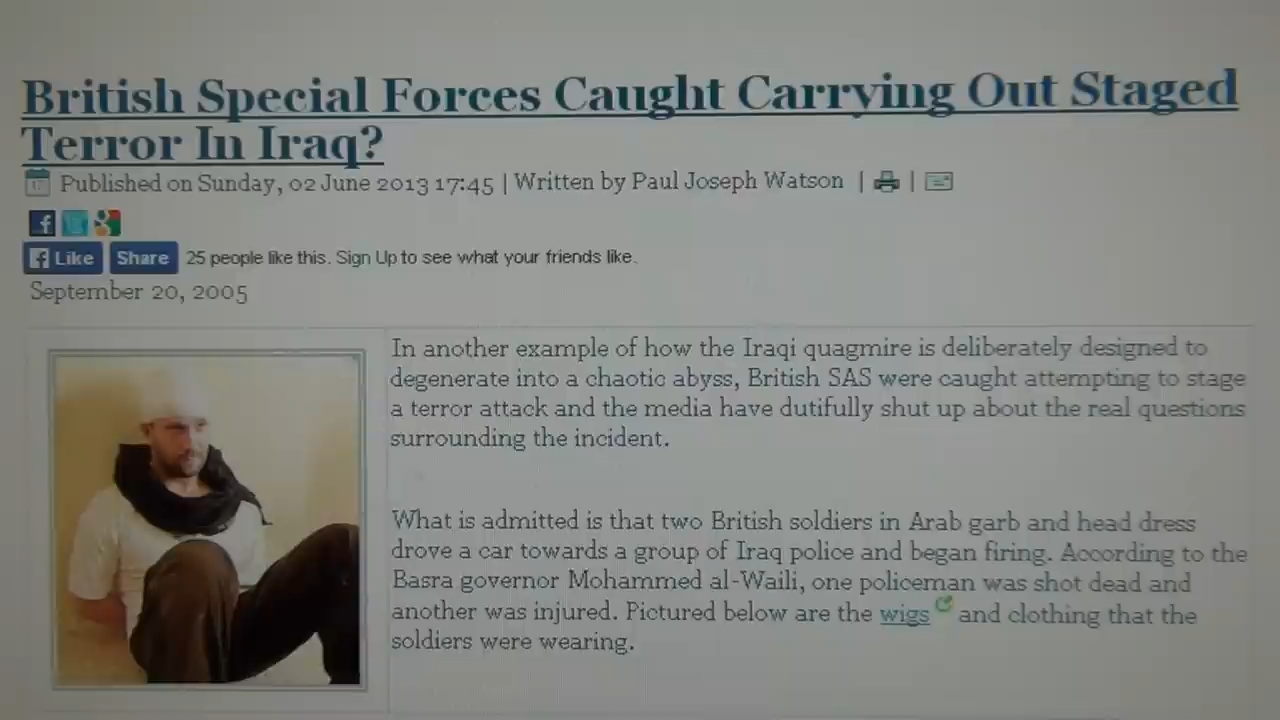 British Special Forces Caught Carrying Out Staged
Terror In Iraq?
17 Published on Sunday, 02 June 2013 17:45 | Written by Paul Joseph Watson | |
Like Share 25 people like this. Sign Up to see what your friends like.
September 20, 2005
In another example of how the Iraqi quagmire is deliberately designed to
degenerate into a chaotic abyss, British SAS were caught attempting to stage
a terror attack and the media have dutifully shut up about the real questions
surrounding the incident.
What is admitted is that two British soldiers in Arab garb and head dress
drove a car towards a group of Iraq police and began firing. According to the
Basra governor Mohammed al-Waili, one policeman was shot dead and
another was injured. Pictured below are the wigs and clothing that the
soldiers were wearing.